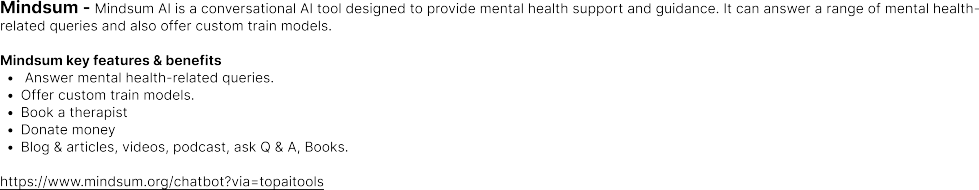 Mindsum - Mindsum AI is a conversational AI tool designed to provide mental health support and guidance. It can answer a range of mental health-
related queries and also offer custom train models.
Mindsum key features & benefits
• Answer mental health-related queries.
• Offer custom train models.
• Book a therapist
• Donate money
• Blog & articles, videos, podcast, ask Q & A, Books.
https://www.mindsum.org/chatbot?via=topaitools